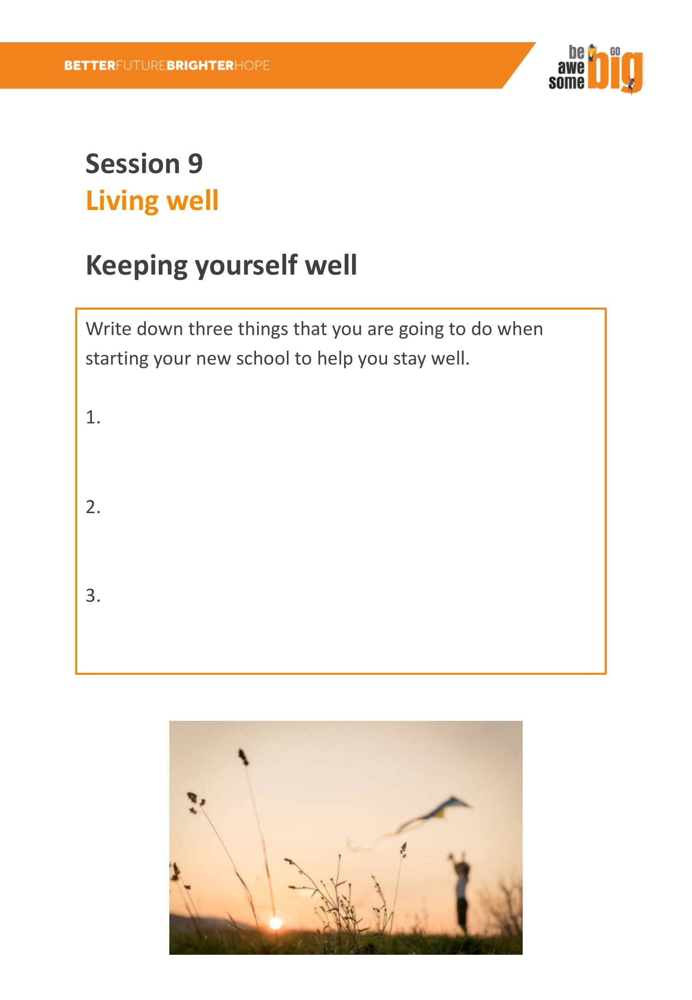 BETTERFUTUREBRIGHTERHOPE
be
awe
some
GO
big
Session 9
Living well
Keeping yourself well
Write down three things that you are going to do when
starting your new school to help you stay well.
1.
2.
3.